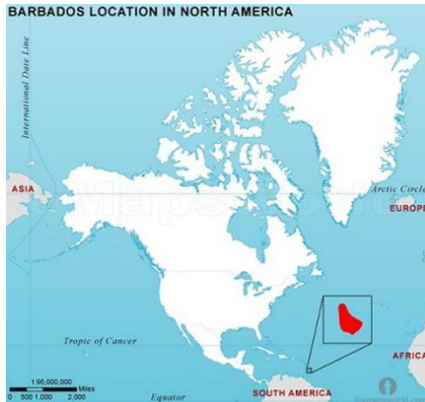 BARBADOS LOCATION IN NORTH AMERICA
International Date Line
ASIA
Arctic Circle
EUROPE
Tropic of Cancer
AFRICA
1:95,000,000
Miles
0 500 1,000 2,000
Equator
SOUTH AMERICA